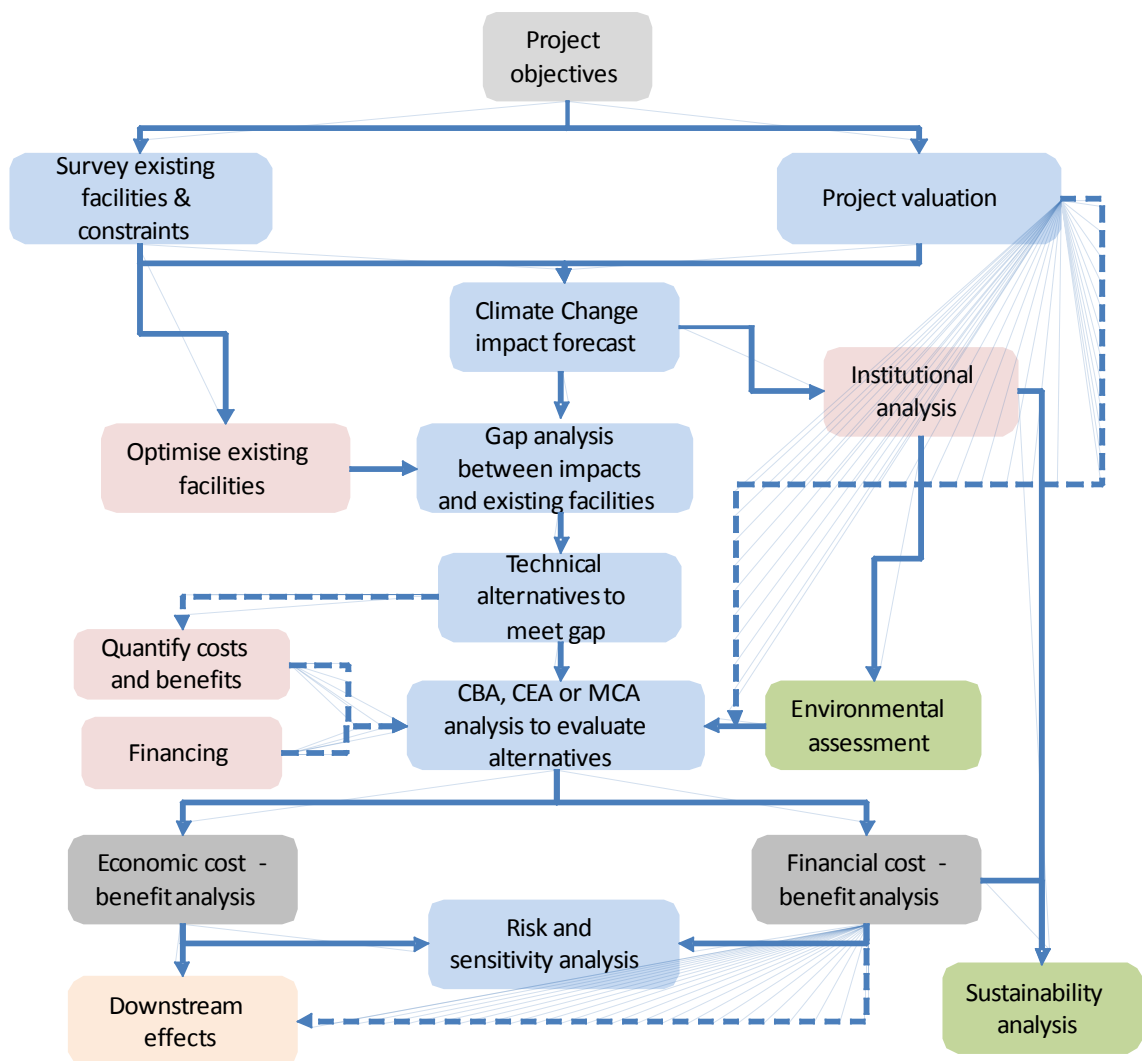 Project
objectives
Survey existing
facilities &
constraints
Project valuation
Climate Change
impact forecast
Institutional
analysis
Optimise existing
facilities
Gap analysis
between impacts
and existing facilities
Technical
alternatives to
meet gap
Quantify costs
and benefits
Financing
CBA, CEA or MCA
analysis to evaluate
alternatives
Environmental
assessment
Economic cost -
benefit analysis
Financial cost -
benefit analysis
Risk and
sensitivity analysis
Downstream
effects
Sustainability
analysis